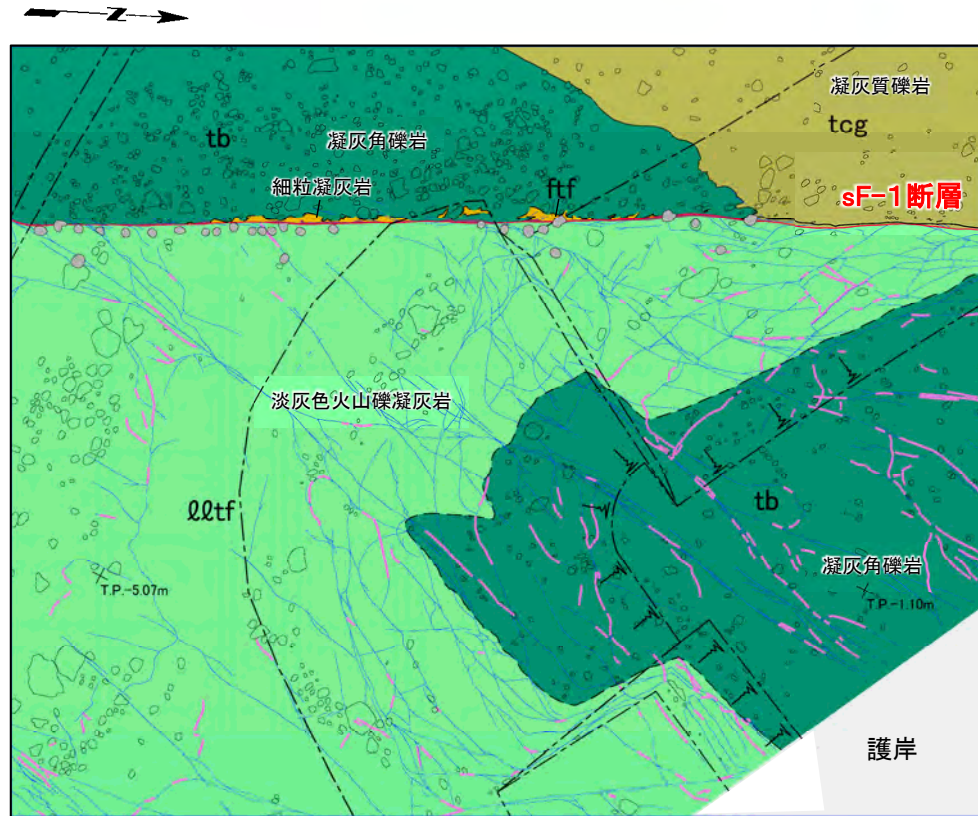 Z
凝灰質礫岩
tcg
tb
凝灰角礫岩
細粒凝灰岩
ftf
sF-1断層
淡灰色火山礫凝灰岩
ℓℓtf
tb
凝灰角礫岩
T.P.-5.07m
T.P.-1.10m
護岸